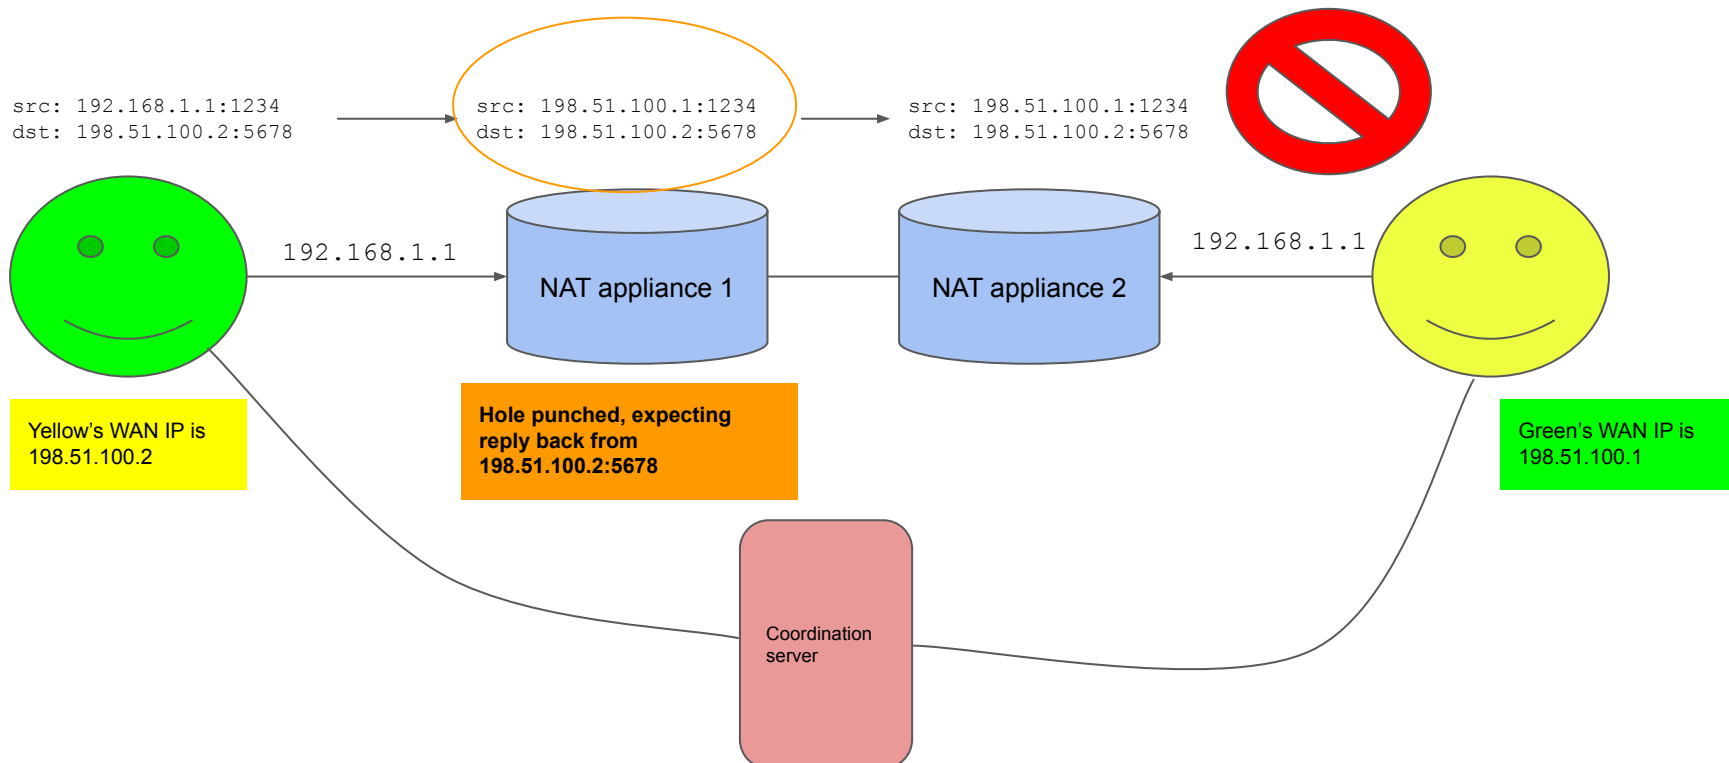 src: 192.168.1.1:1234
dst: 198.51.100.2:5678
src: 198.51.100.1:1234
dst: 198.51.100.2:5678
src: 198.51.100.1:1234
dst: 198.51.100.2:5678
192.168.1.1
NAT appliance 1
NAT appliance 2
192.168.1.1
Yellow's WAN IP is
198.51.100.2
Hole punched, expecting
reply back from
198.51.100.2:5678
Green's WAN IP is
198.51.100.1
Coordination
server